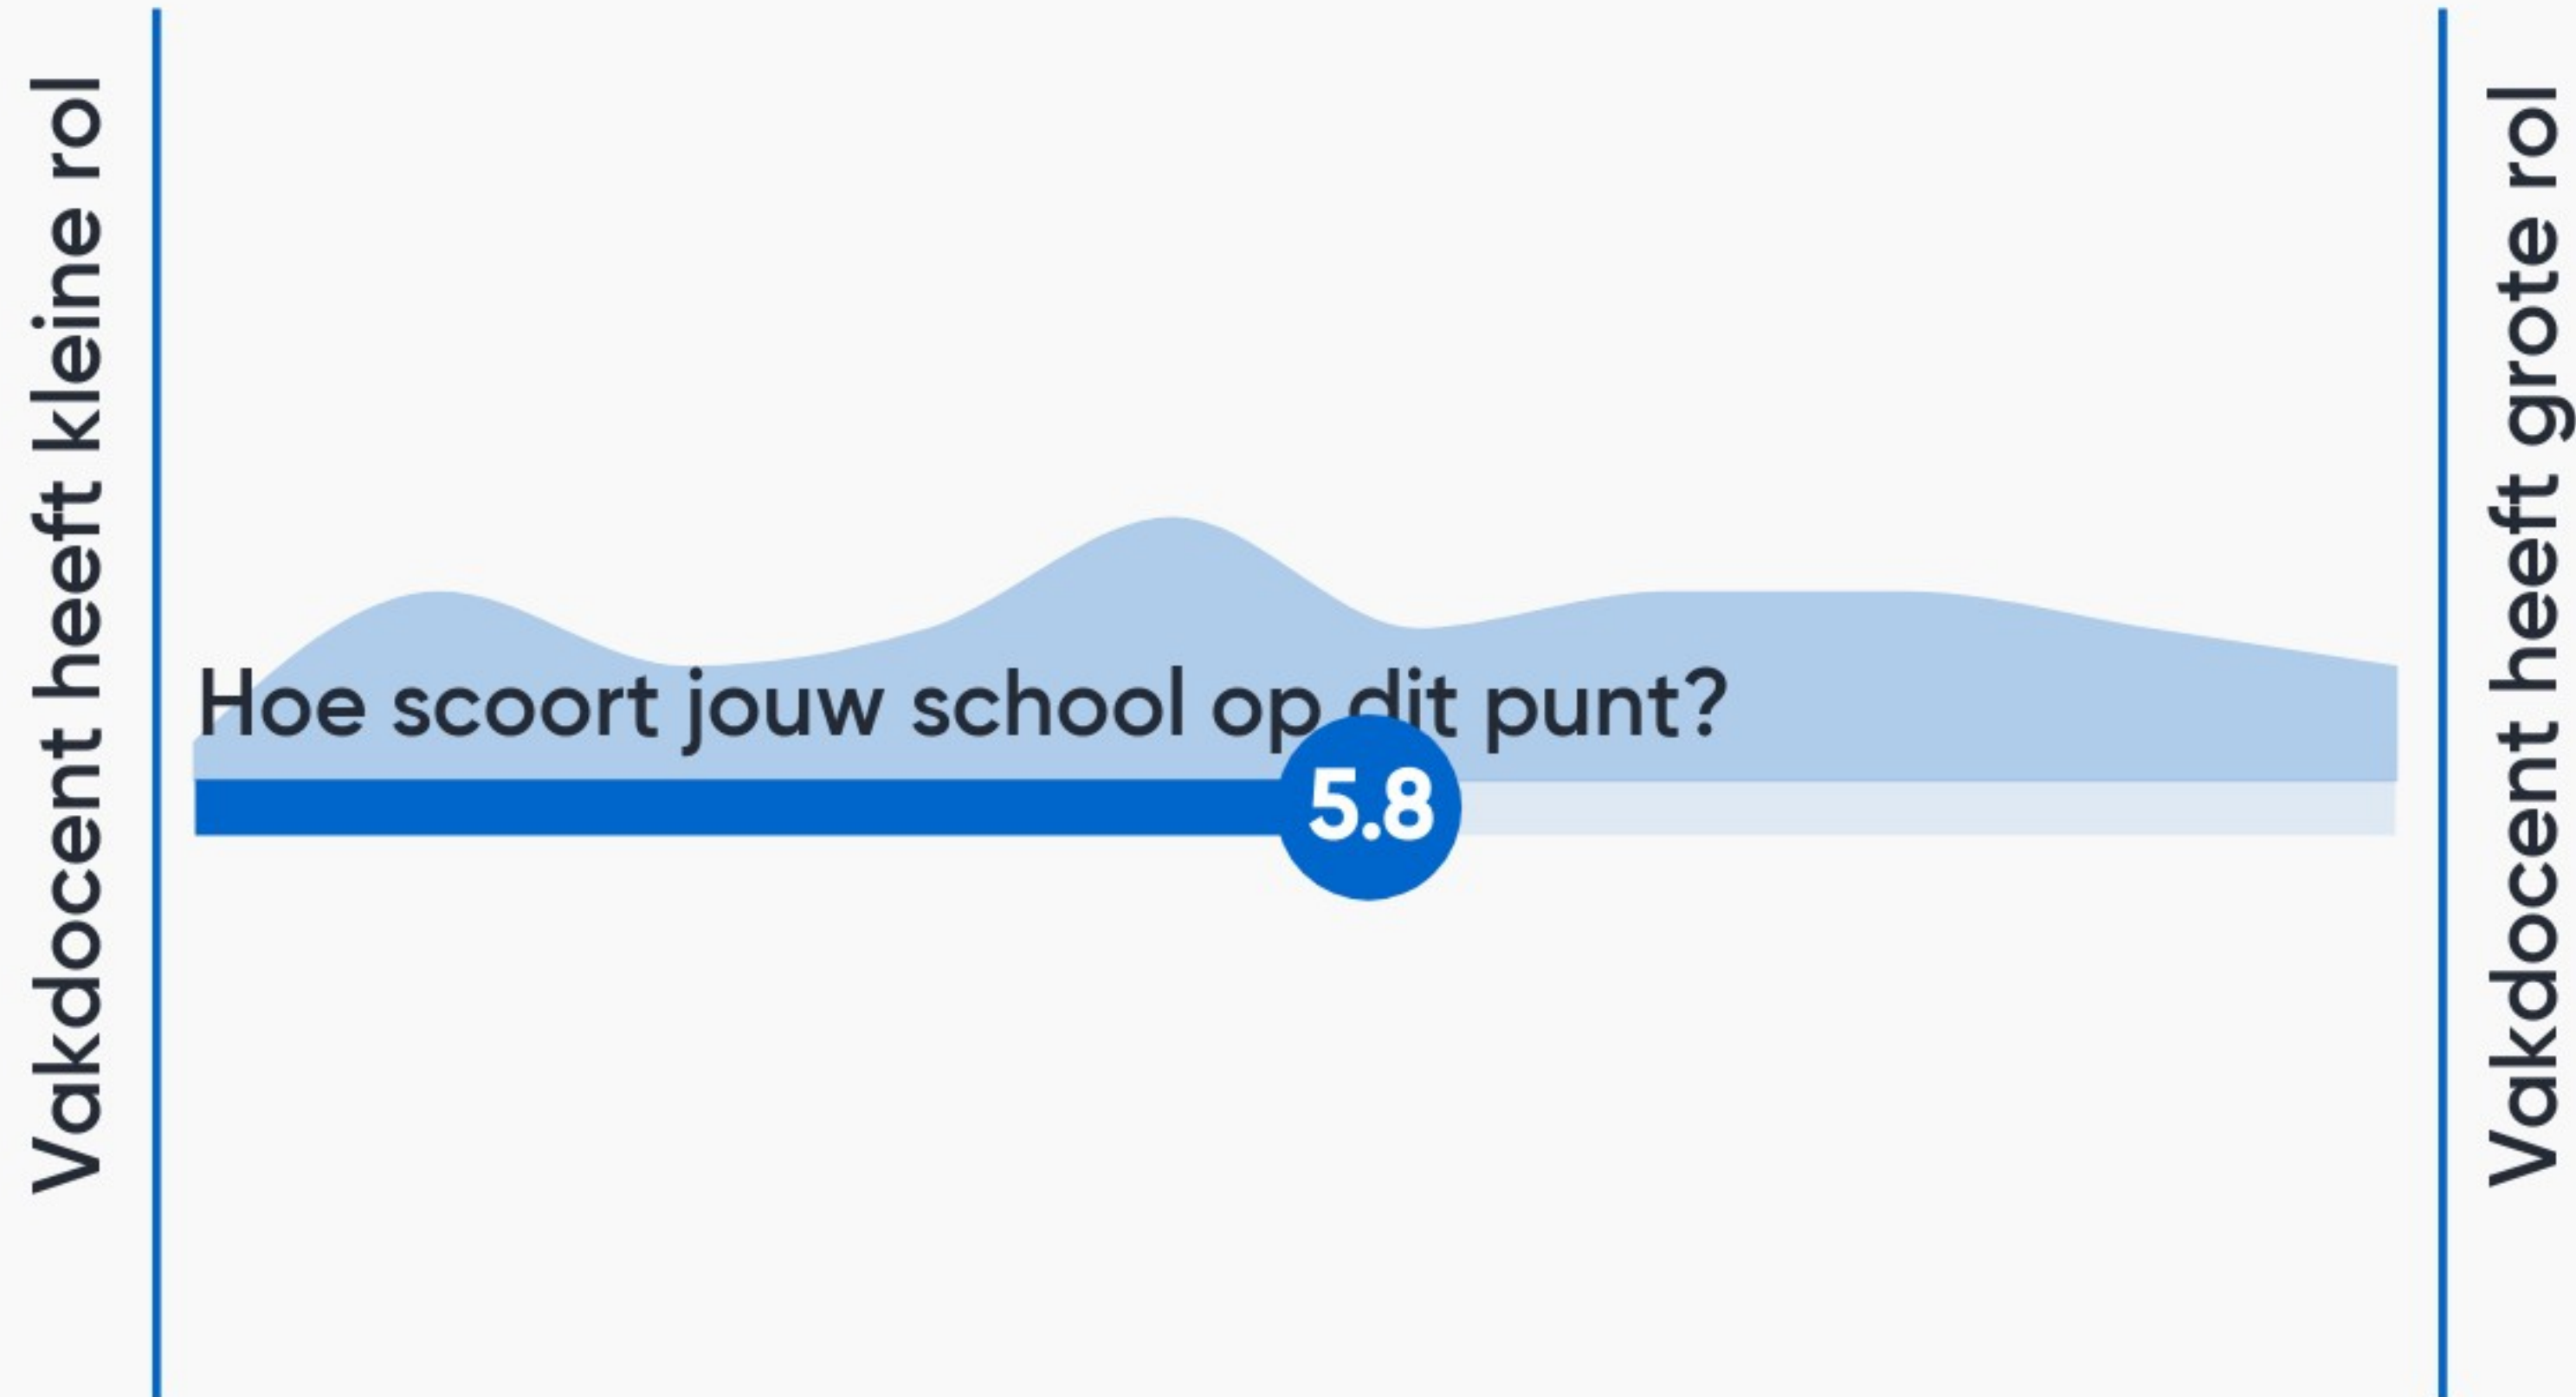 Vakdocent heeft kleine rol
Hoe scoort jouw school op dit punt?
5.8
Vakdocent heeft grote rol